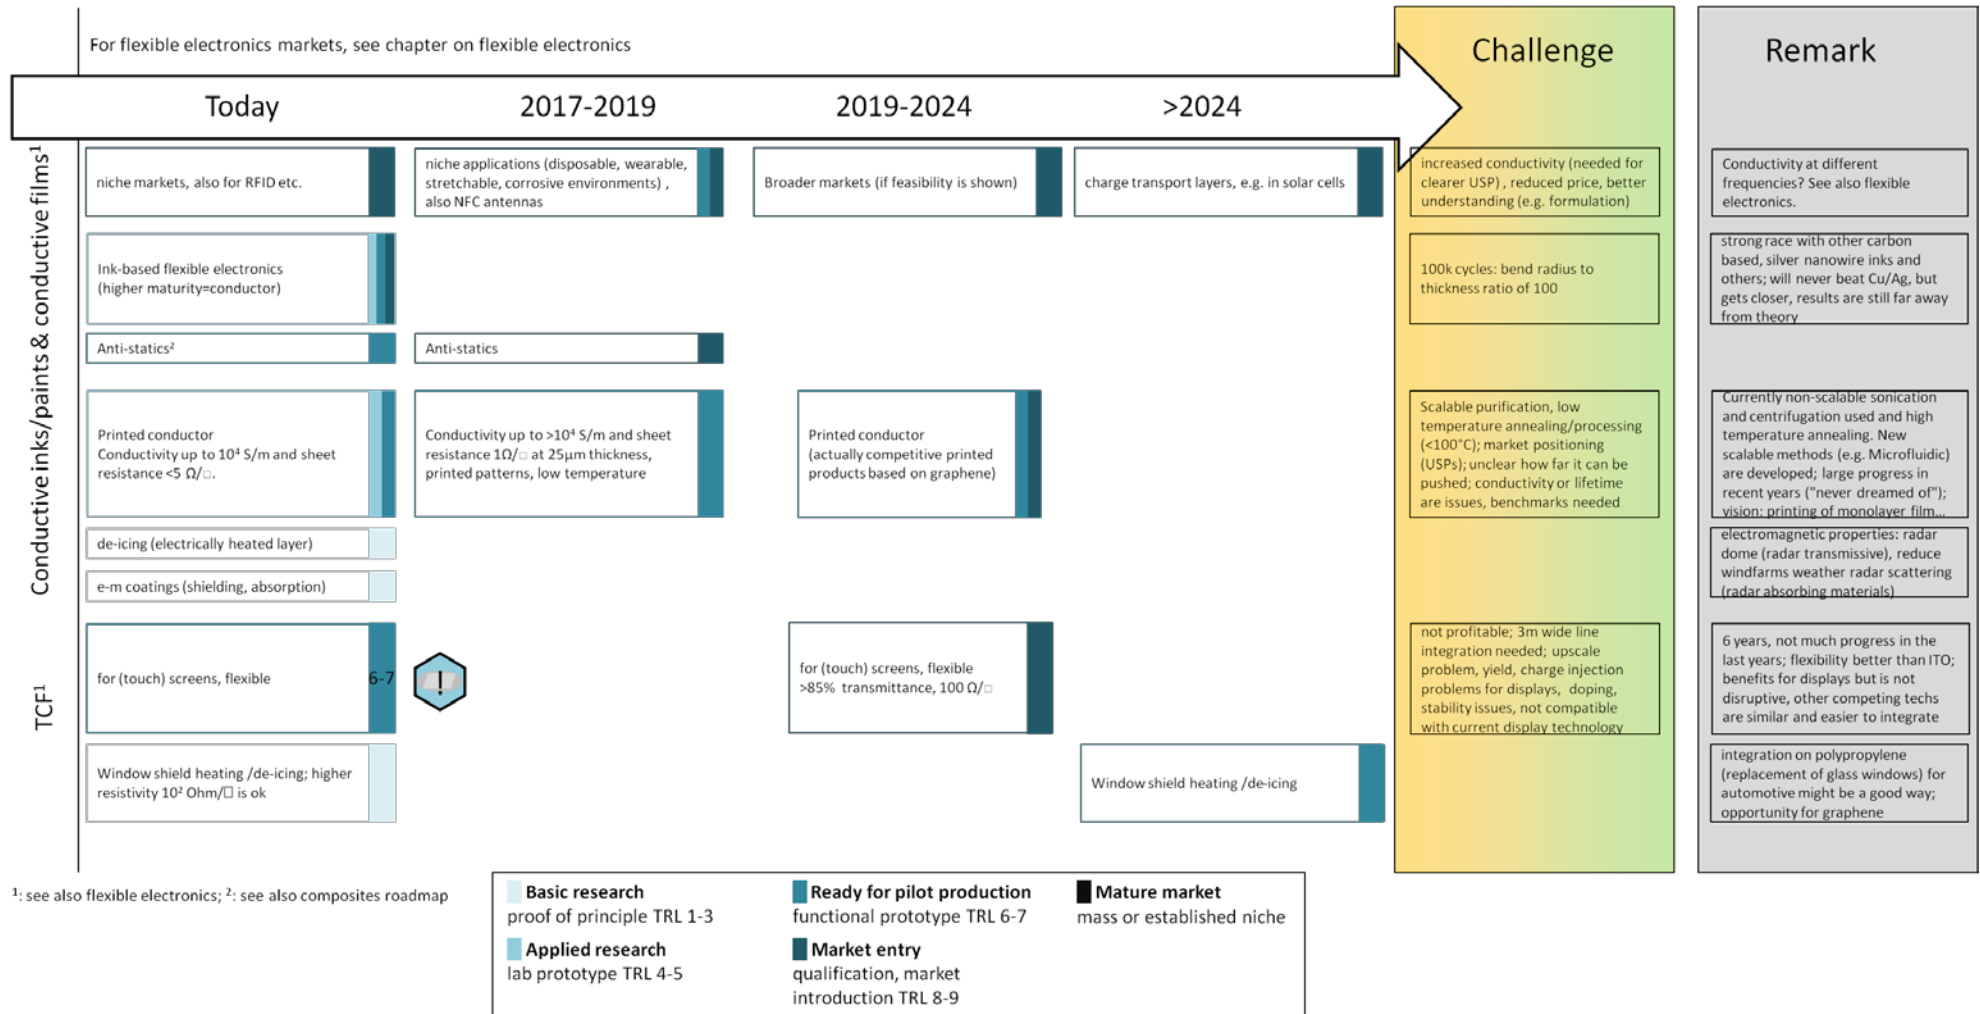 For flexible electronics markets, see chapter on flexible electronics
Challenge
Remark
Today
2017-2019
2019-2024
>2024
Conductive inks/paints & conductive films¹
niche markets, also for RFID etc.
niche applications (disposable, wearable,
stretchable, corrosive environments) ,
also NFC antennas
Broader markets (if feasibility is shown)
charge transport layers, e.g. in solar cells
increased conductivity (needed for
clearer USP) , reduced price, better
understanding (e.g. formulation)
Conductivity at different
frequencies? See also flexible
electronics.
Ink-based flexible electronics
(higher maturity=conductor)
100k cycles: bend radius to
thickness ratio of 100
strong race with other carbon
based, silver nanowire inks and
others; will never beat Cu/Ag, but
gets closer, results are still far away
from theory
Anti-statics²
Anti-statics
Printed conductor
Conductivity up to 10⁴ S/m and sheet
resistance <5 Ω/□.
Conductivity up to >10⁴ S/m and sheet
resistance 1Ω/□ at 25µm thickness,
printed patterns, low temperature
Printed conductor
(actually competitive printed
products based on graphene)
Scalable purification, low
temperature annealing/processing
(<100°C); market positioning
(USPs); unclear how far it can be
pushed; conductivity or lifetime
are issues, benchmarks needed
Currently non-scalable sonication
and centrifugation used and high
temperature annealing. New
scalable methods (e.g. Microfluidic)
are developed; large progress in
recent years ("never dreamed of");
vision: printing of monolayer film...
de-icing (electrically heated layer)
e-m coatings (shielding, absorption)
electromagnetic properties: radar
dome (radar transmissive), reduce
windfarms weather radar scattering
(radar absorbing materials)
TCF¹
for (touch) screens, flexible
6-7
!
for (touch) screens, flexible
>85% transmittance, 100 Ω/□
not profitable; 3m wide line
integration needed; upscale
problem, yield, charge injection
problems for displays, doping,
stability issues, not compatible
with current display technology
6 years, not much progress in the
last years; flexibility better than ITO;
benefits for displays but is not
disruptive, other competing techs
are similar and easier to integrate
Window shield heating /de-icing; higher
resistivity 10² Ohm/□ is ok
Window shield heating /de-icing
integration on polypropylene
(replacement of glass windows) for
automotive might be a good way;
opportunity for graphene
¹: see also flexible electronics; ²: see also composites roadmap
Basic research
proof of principle TRL 1-3
Applied research
lab prototype TRL 4-5
Ready for pilot production
functional prototype TRL 6-7
Market entry
qualification, market
introduction TRL 8-9
Mature market
mass or established niche